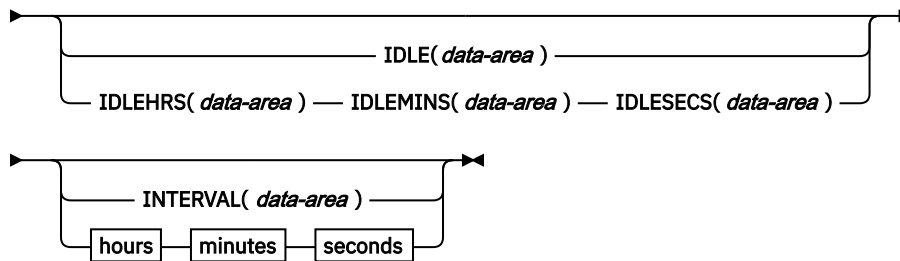 IDLE( data-area )
IDLEHRS( data-area ) IDLEMINS( data-area ) IDLESECS( data-area )
INTERVAL( data-area )
hours minutes seconds